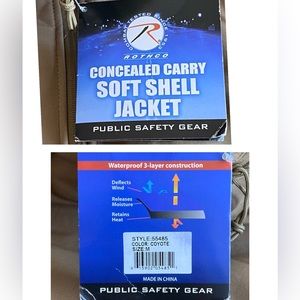 R
ROTHCO
CONCEALED CARRY
SOFT SHELL
JACKET
PUBLIC SAFETY GEAR
Waterproof 3-layer construction
Deflects
Wind
Releases
Moisture
Retains
Heat
STYLE:55485
COLOR: COYOTE
SIZE:M
MADE IN CHINA
PUBLIC SAFETY GEAR